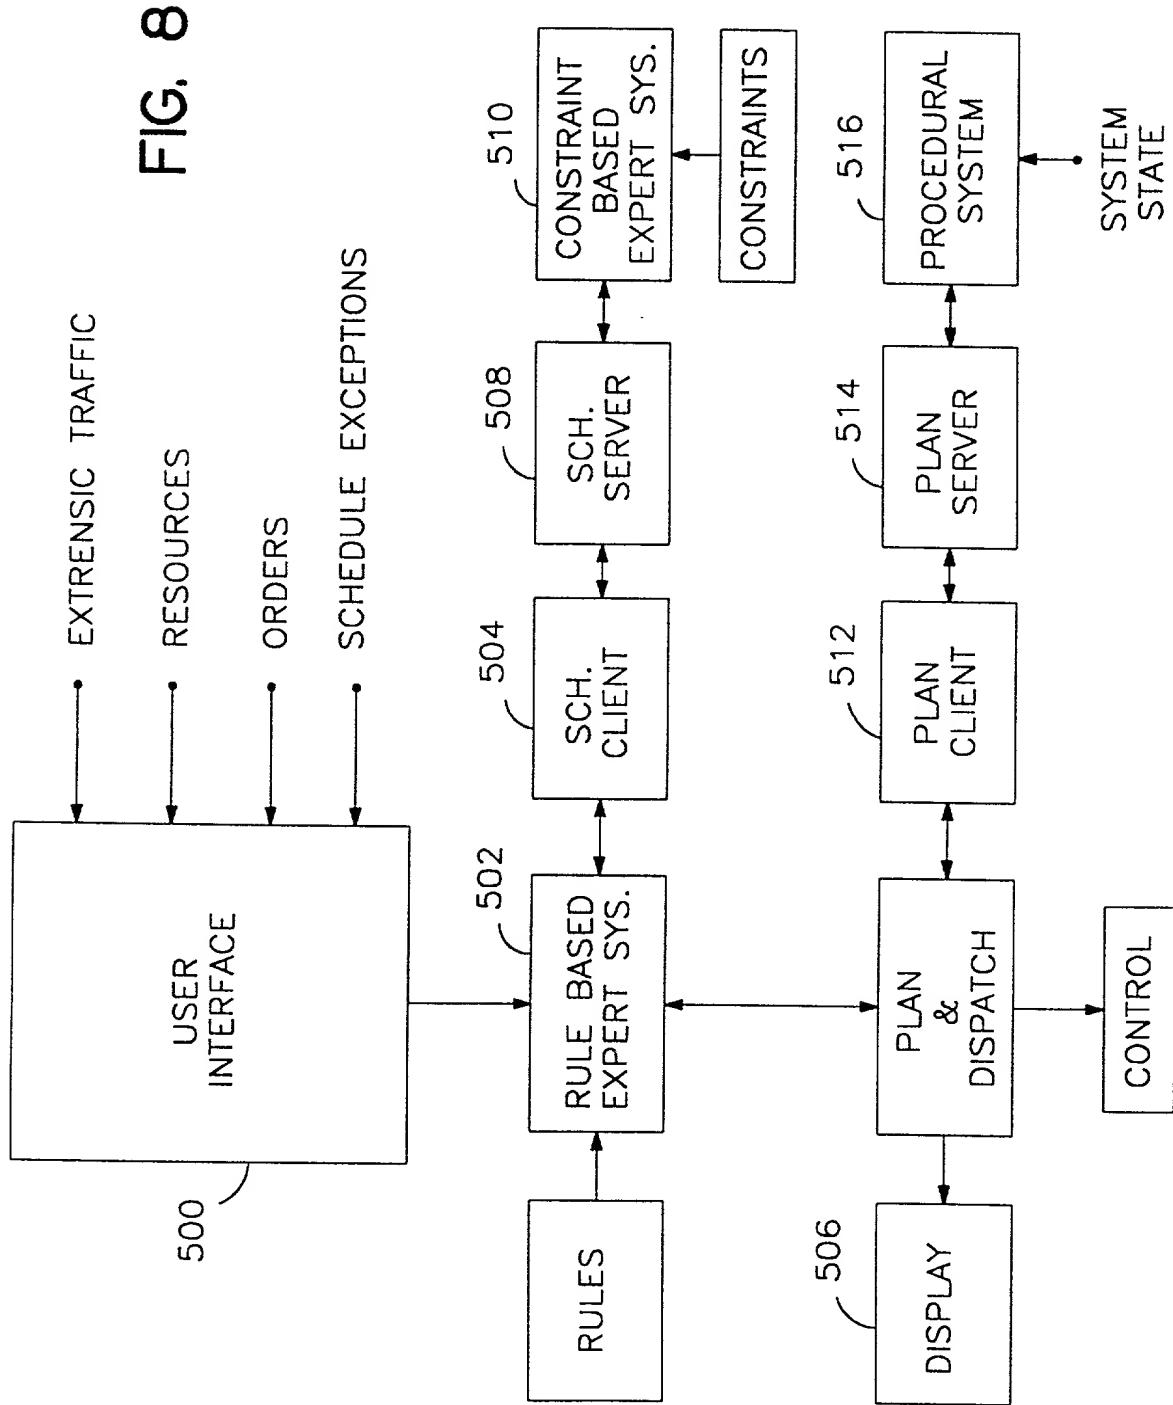 FIG. 8
EXTRENSIC TRAFFIC
RESOURCES
ORDERS
SCHEDULE EXCEPTIONS
USER
INTERFACE
500
502
504
508
510
RULES
RULE BASED
EXPERT SYS.
SCH.
CLIENT
SCH.
SERVER
CONSTRAINT
BASED
EXPERT SYS.
CONSTRAINTS
506
512
514
516
DISPLAY
PLAN
&
DISPATCH
PLAN
CLIENT
PLAN
SERVER
PROCEDURAL
SYSTEM
CONTROL
SYSTEM
STATE